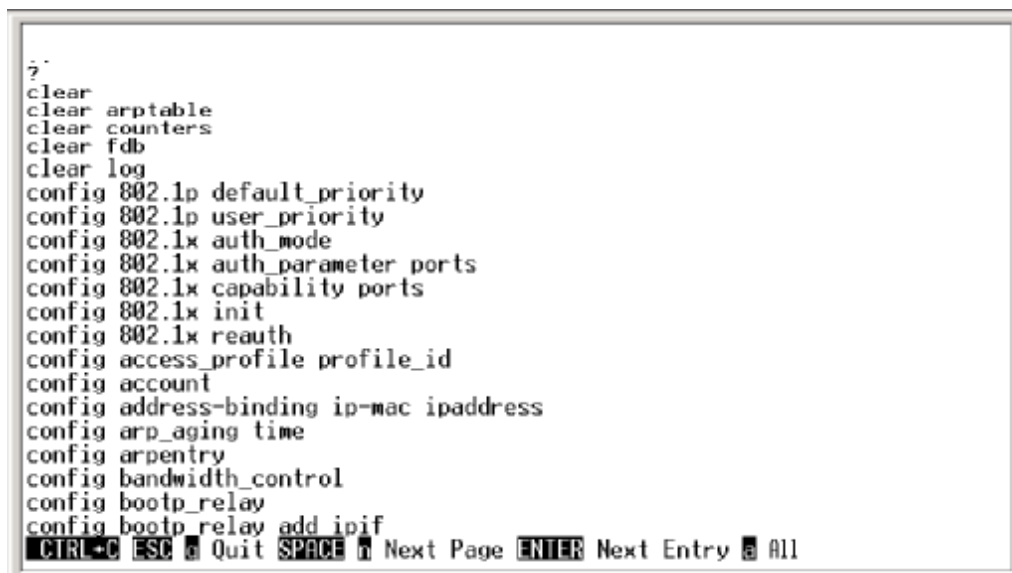 ..
?
clear
clear arptable
clear counters
clear fdb
clear log
config 802.1p default_priority
config 802.1p user_priority
config 802.1x auth_mode
config 802.1x auth_parameter ports
config 802.1x capability ports
config 802.1x init
config 802.1x reauth
config access_profile profile_id
config account
config address-binding ip-mac ipaddress
config arp_aging time
config arpentry
config bandwidth_control
config bootp_relay
config bootp_relay add ipif
CTRL+C ESC q Quit SPACE n Next Page ENTER Next Entry a All